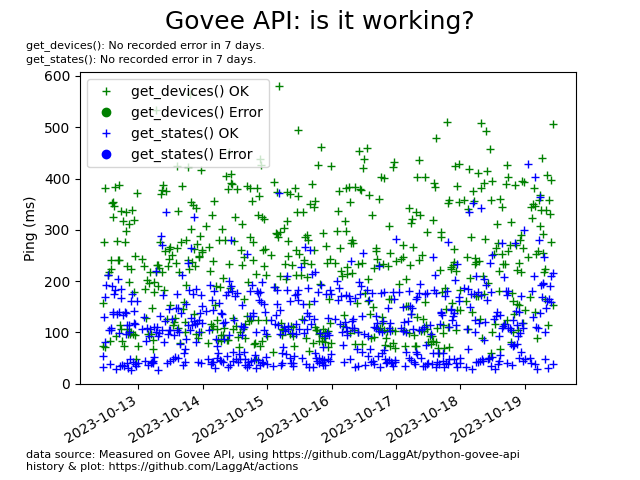 Govee API: is it working?
get_devices(): No recorded error in 7 days.
get_states(): No recorded error in 7 days.
600
500
400
300
200
100
0
Ping (ms)
get_devices() OK
get_devices() Error
get_states() OK
get_states() Error
2023-10-13
2023-10-14
2023-10-15
2023-10-16
2023-10-17
2023-10-18
2023-10-19
data source: Measured on Govee API, using https://github.com/LaggAt/python-govee-api
history & plot: https://github.com/LaggAt/actions